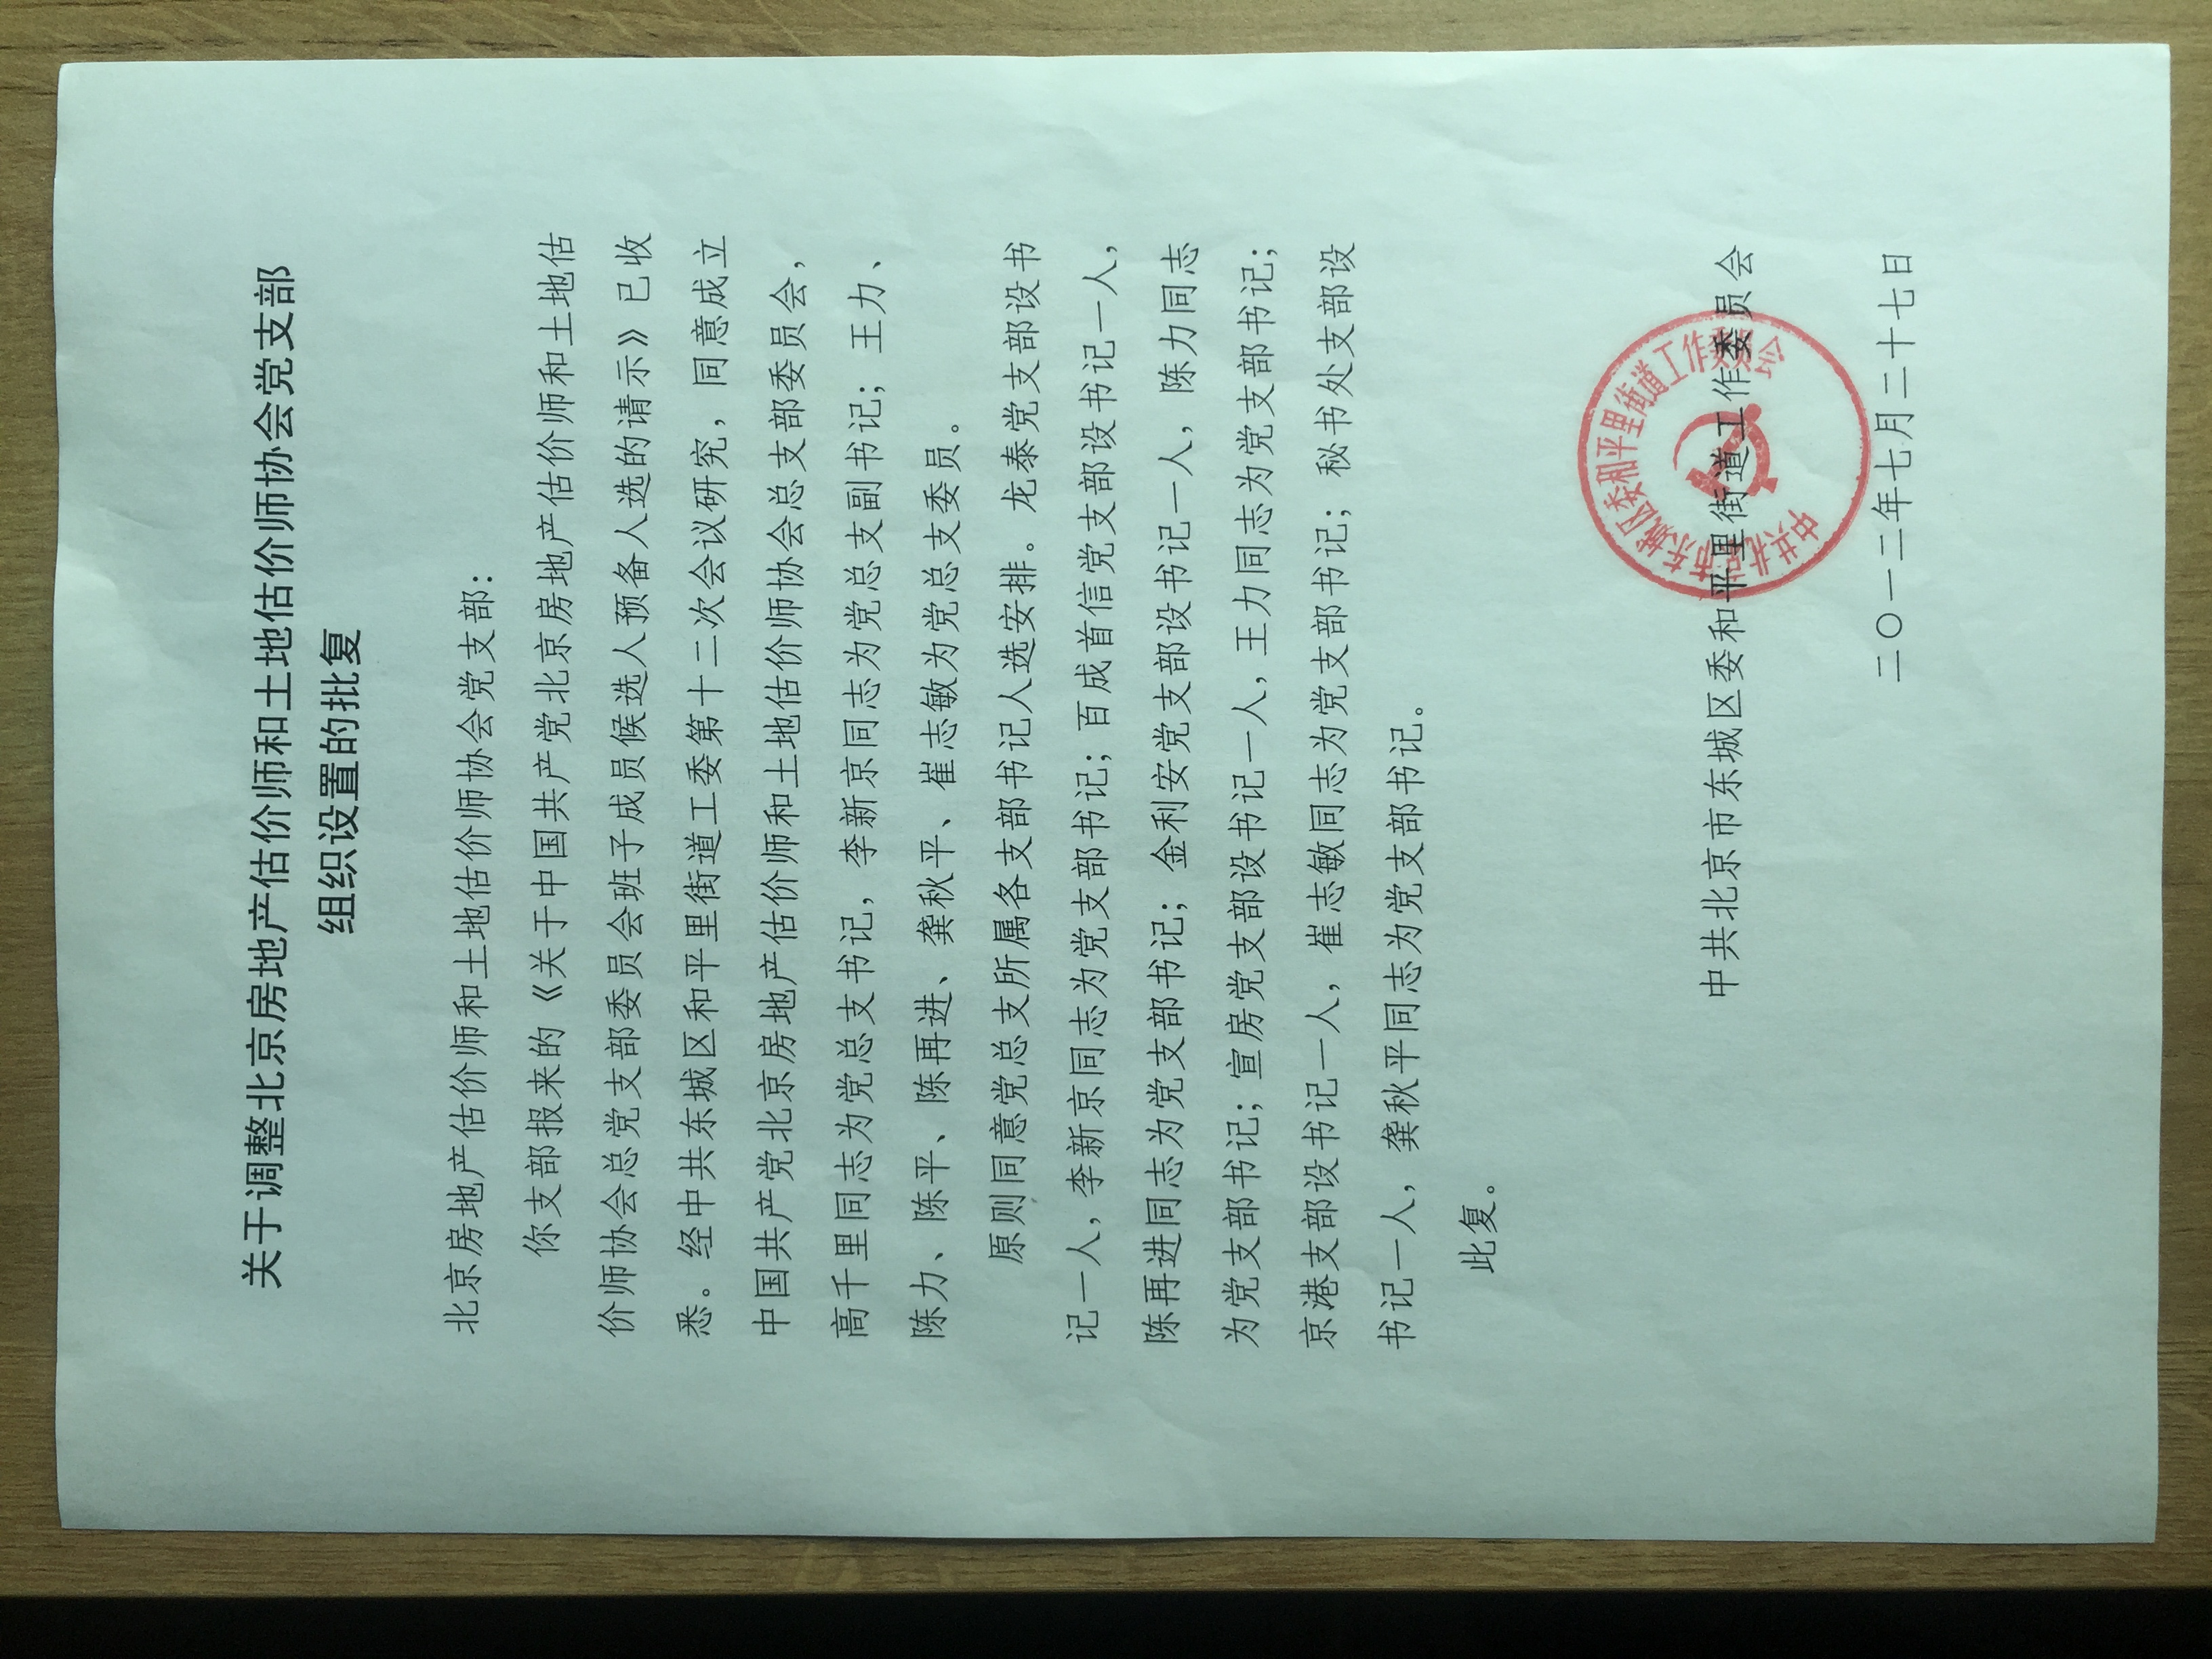 关于调整北京房地产估价师和土地估价师协会党支部
组织设置的批复
北京房地产估价师和土地估价师协会党支部：
你支部报来的《关于中国共产党北京房地产估价师和土地估
价师协会总党支部委员会班子成员候选人预备人选的请示》已收
悉。经中共东城区和平里街道工委第十二次会议研究，同意成立
中国共产党北京房地产估价师和土地估价师协会总支部委员会，
高千里同志为党总支书记，李新京同志为党总支副书记；王力、
陈力、陈平、陈再进、龚秋平、崔志敏为党总支委员。
原则同意党总支所属各支部书记人选安排。龙泰党支部设书
记一人，李新京同志为党支部书记；百成首信党支部设书记一人，
陈再进同志为党支部书记；金利安党支部设书记一人，陈力同志
为党支部书记；宣房党支部设书记一人，王力同志为党支部书记；
京港支部设书记一人，崔志敏同志为党支部书记；秘书处支部设
书记一人，龚秋平同志为党支部书记。
此复。
中共北京市东城区委和平里街道工作委员会
中共北京市东城区委和平里街道工作委员会
二〇一二年七月二十七日